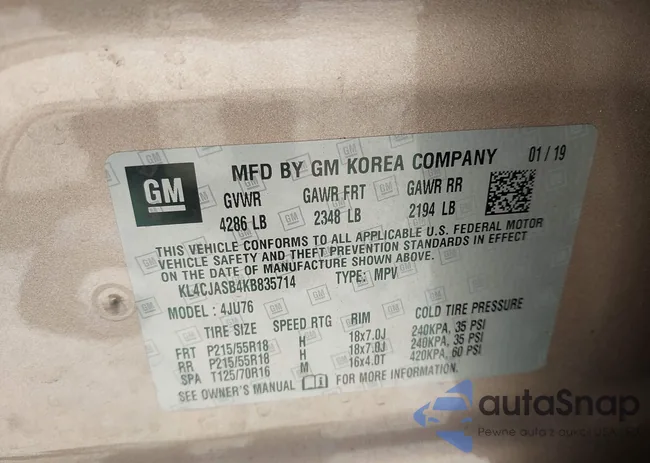 GM
MFD BY GM KOREA COMPANY 01 / 19
GVWR GAWR FRT GAWR RR
4286 LB 2348 LB 2194 LB
THIS VEHICLE CONFORMS TO ALL APPLICABLE U.S. FEDERAL MOTOR
VEHICLE SAFETY AND THEFT PREVENTION STANDARDS IN EFFECT
ON THE DATE OF MANUFACTURE SHOWN ABOVE.
KL4CJASB4KB835714 TYPE: MPV
MODEL : 4JU76
TIRE SIZE SPEED RTG RIM COLD TIRE PRESSURE
FRT P215/55R18 H 18x7.0J 240KPA, 35 PSI
RR P215/55R18 H 18x7.0J 240KPA, 35 PSI
SPA T125/70R16 M 16x4.0T 420KPA, 60 PSI
SEE OWNER'S MANUAL FOR MORE INFORMATION.
autaSnap
Pewne auta z